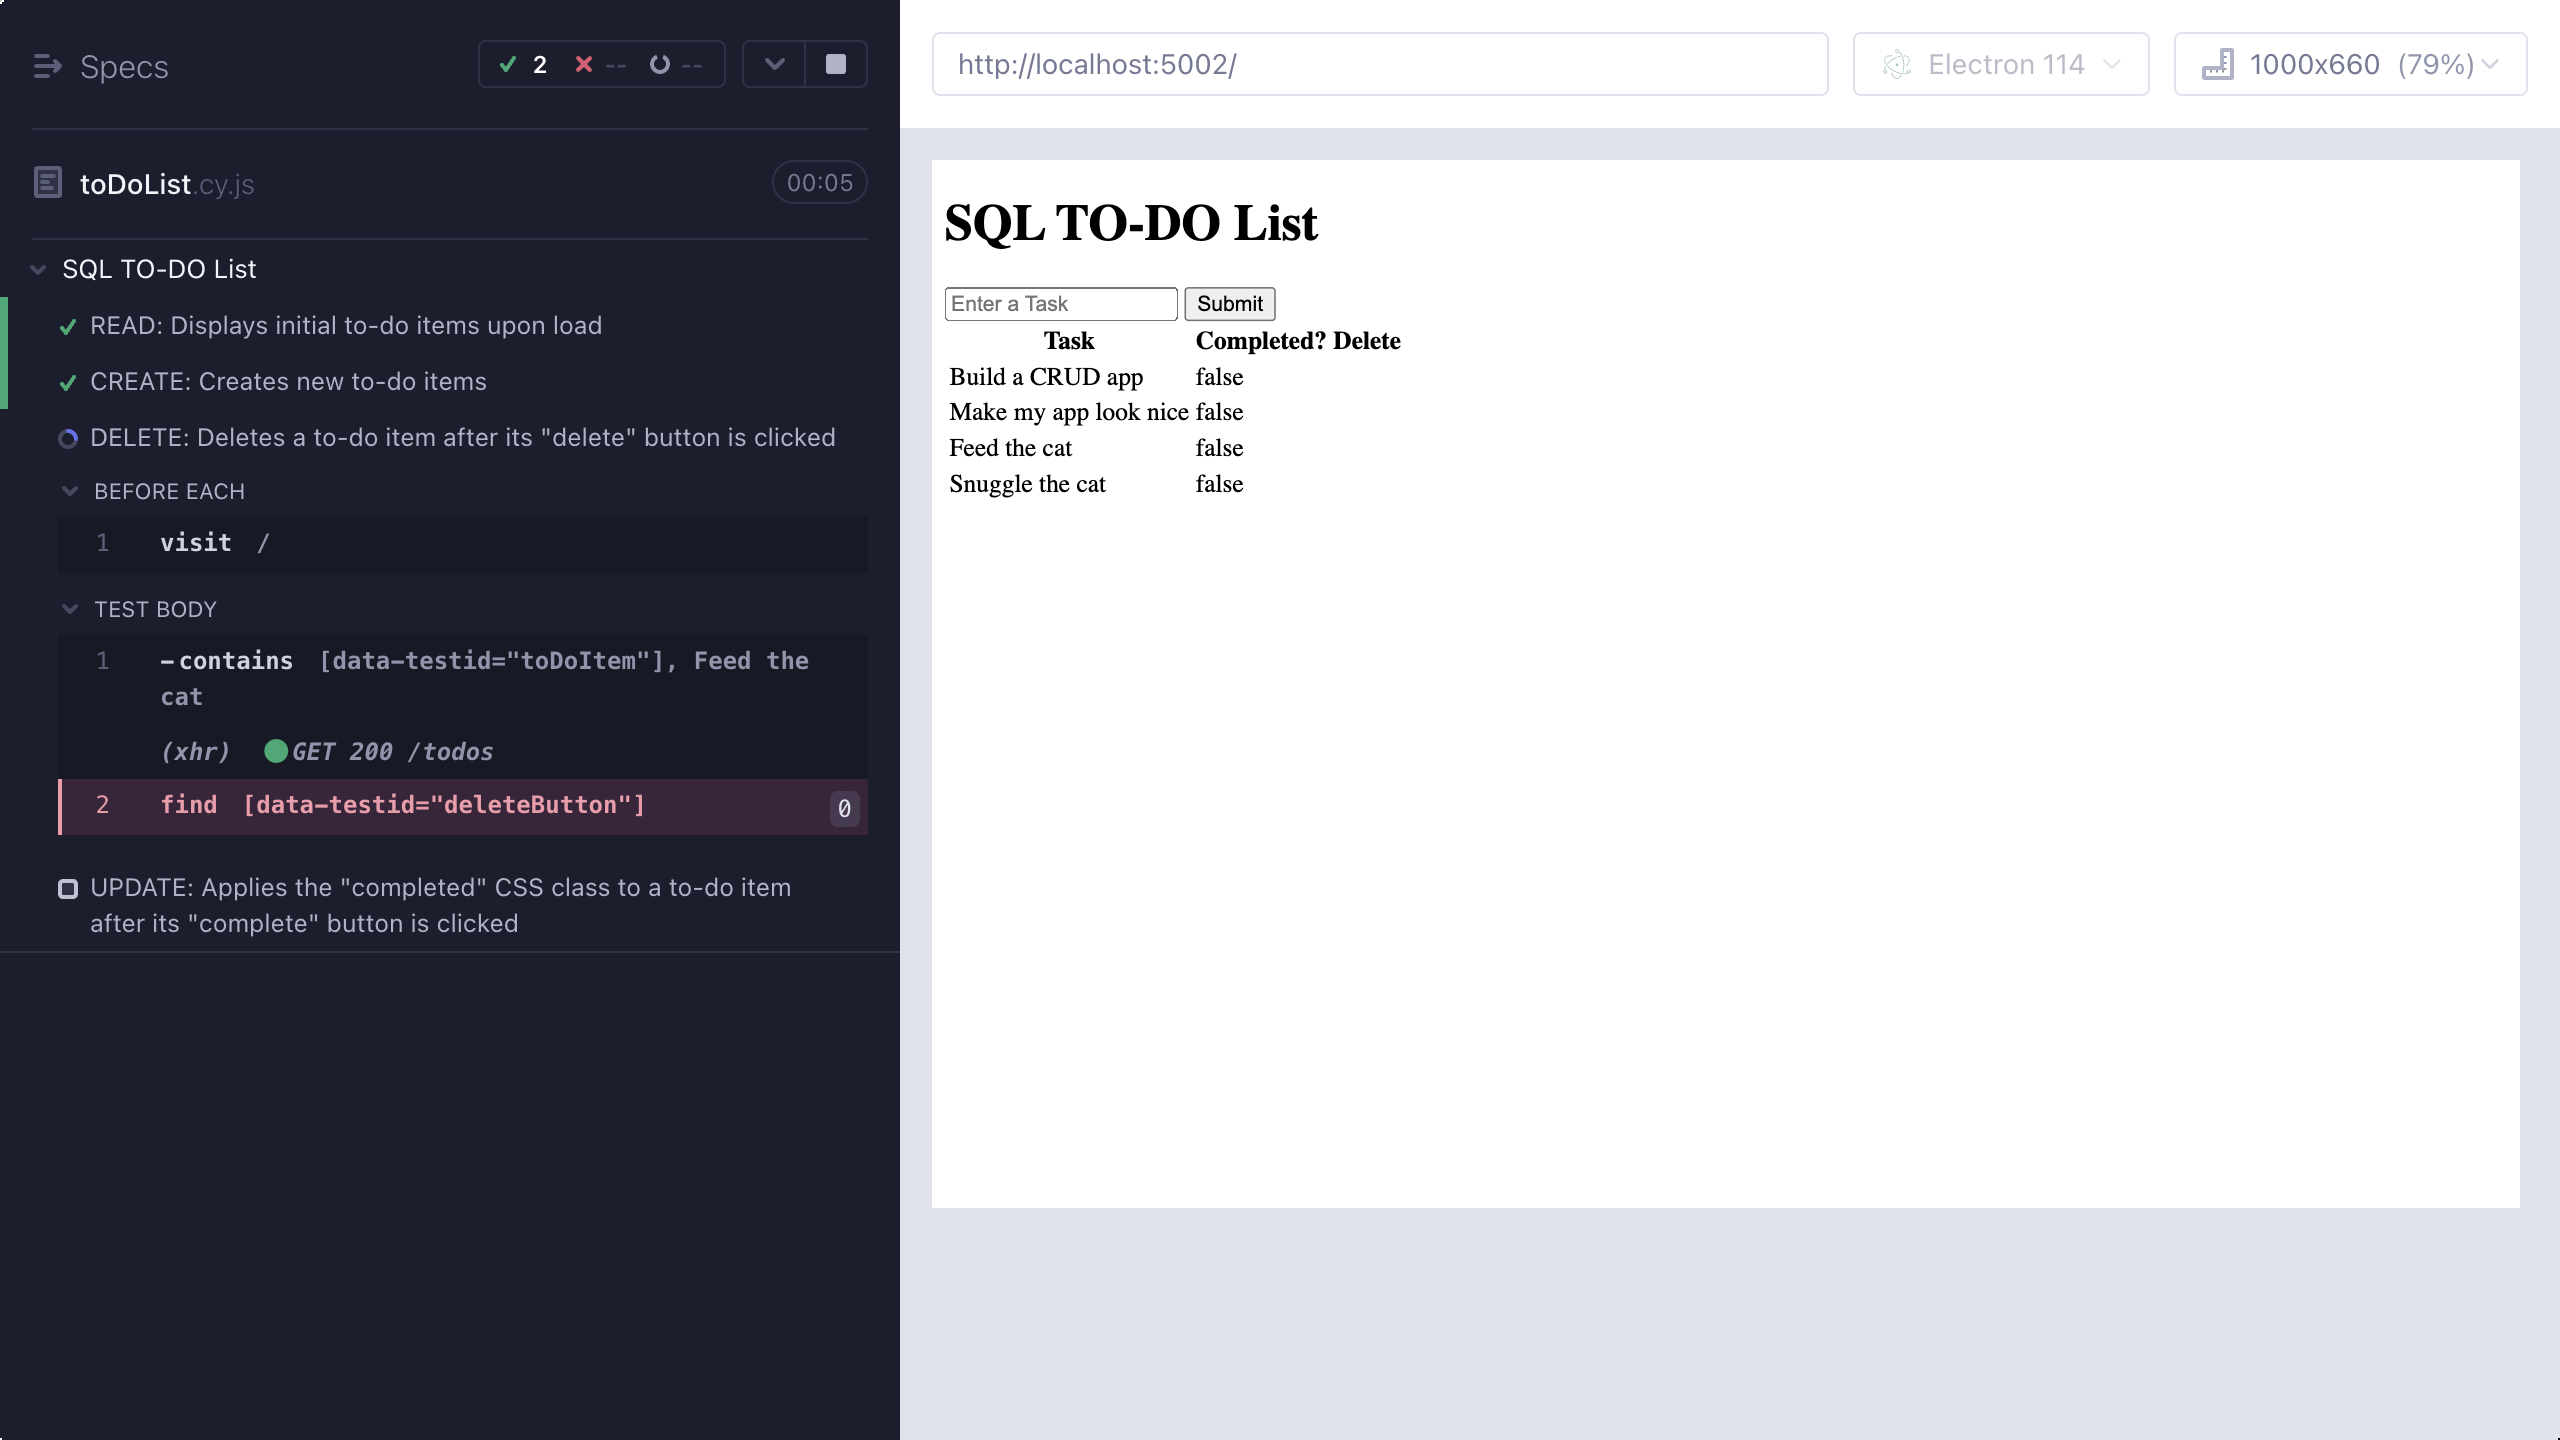 Specs
2 -- --
toDoList.cy.js
00:05
SQL TO-DO List
READ: Displays initial to-do items upon load
CREATE: Creates new to-do items
DELETE: Deletes a to-do item after its "delete" button is clicked
BEFORE EACH
1 visit /
TEST BODY
1 -contains [data-testid="toDoItem"], Feed the
cat
(xhr) GET 200 /todos
2 find [data-testid="deleteButton"] 0
UPDATE: Applies the "completed" CSS class to a to-do item
after its "complete" button is clicked
http://localhost:5002/
Electron 114
1000x660 (79%)
SQL TO-DO List
Enter a Task Submit
Task Completed? Delete
Build a CRUD app false
Make my app look nice false
Feed the cat false
Snuggle the cat false